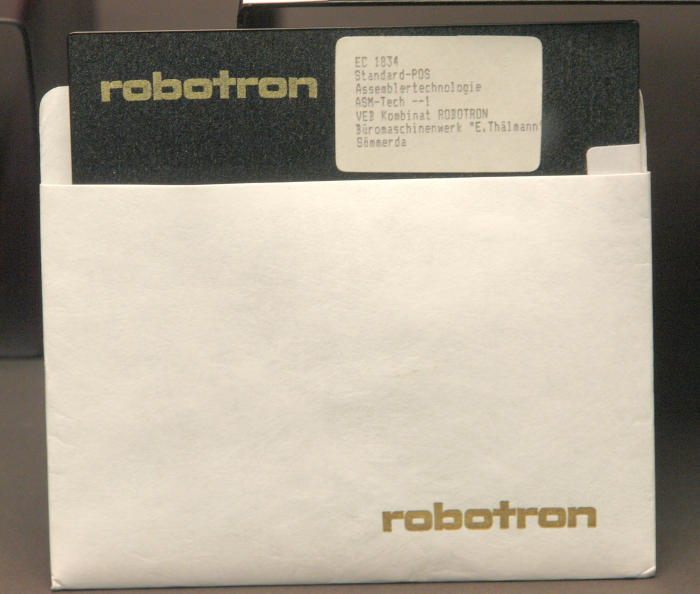 robotron
EC 1834
Standard-POS
Assemblertechnologie
ASM-Tech --1
VEB Kombinat ROBOTRON
Büromaschinenwerk "E.Thälmann"
Sömmerda
robotron